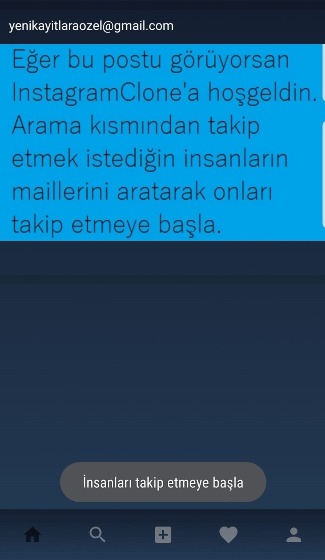 yenikayitlaraozel@gmail.com
Eğer bu postu görüyorsan
InstagramClone'a hoşgeldin.
Arama kısmından takip
etmek istediğin insanların
maillerini aratarak onları
takip etmeye başla.
İnsanları takip etmeye başla